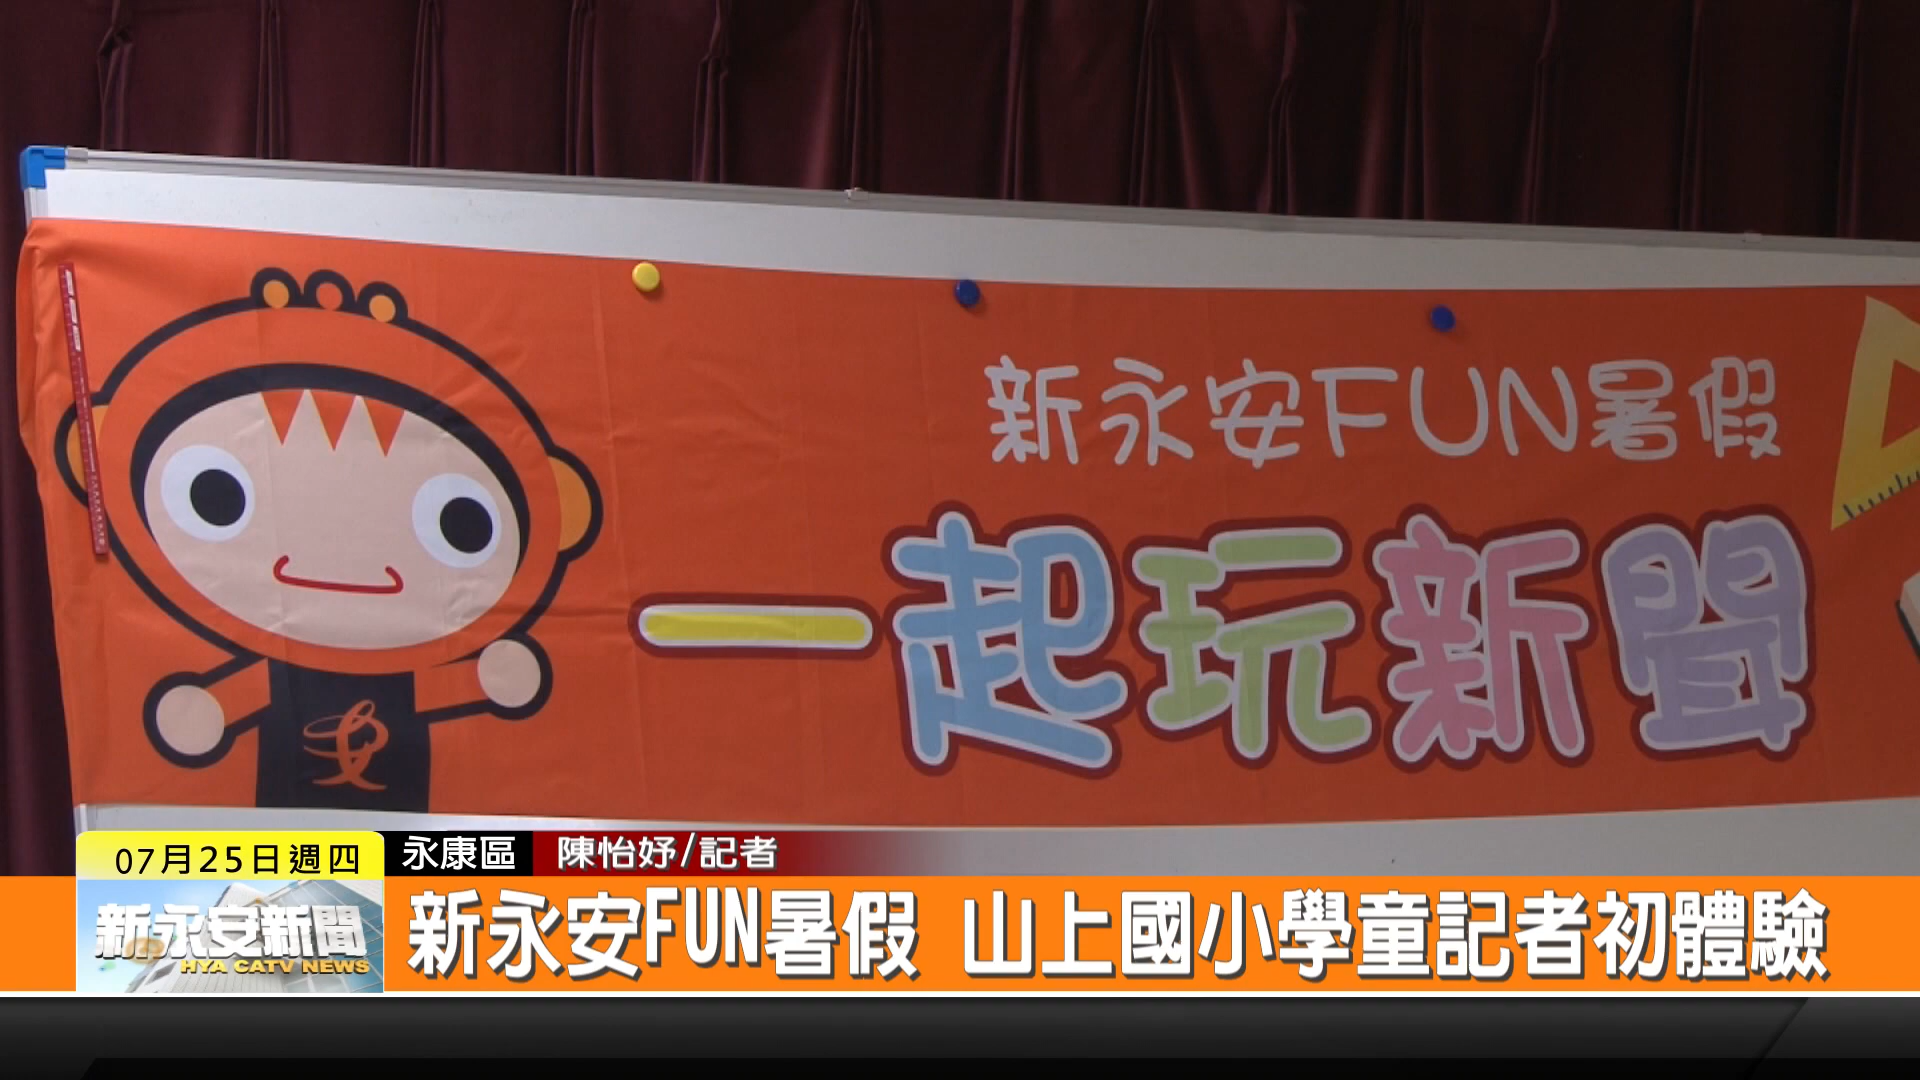 新永安FUN暑假
一起玩新聞
07月25日週四
永康區
陳怡妤/記者
新永安新聞
HYA CATV NEWS
新永安FUN暑假 山上國小學童記者初體驗